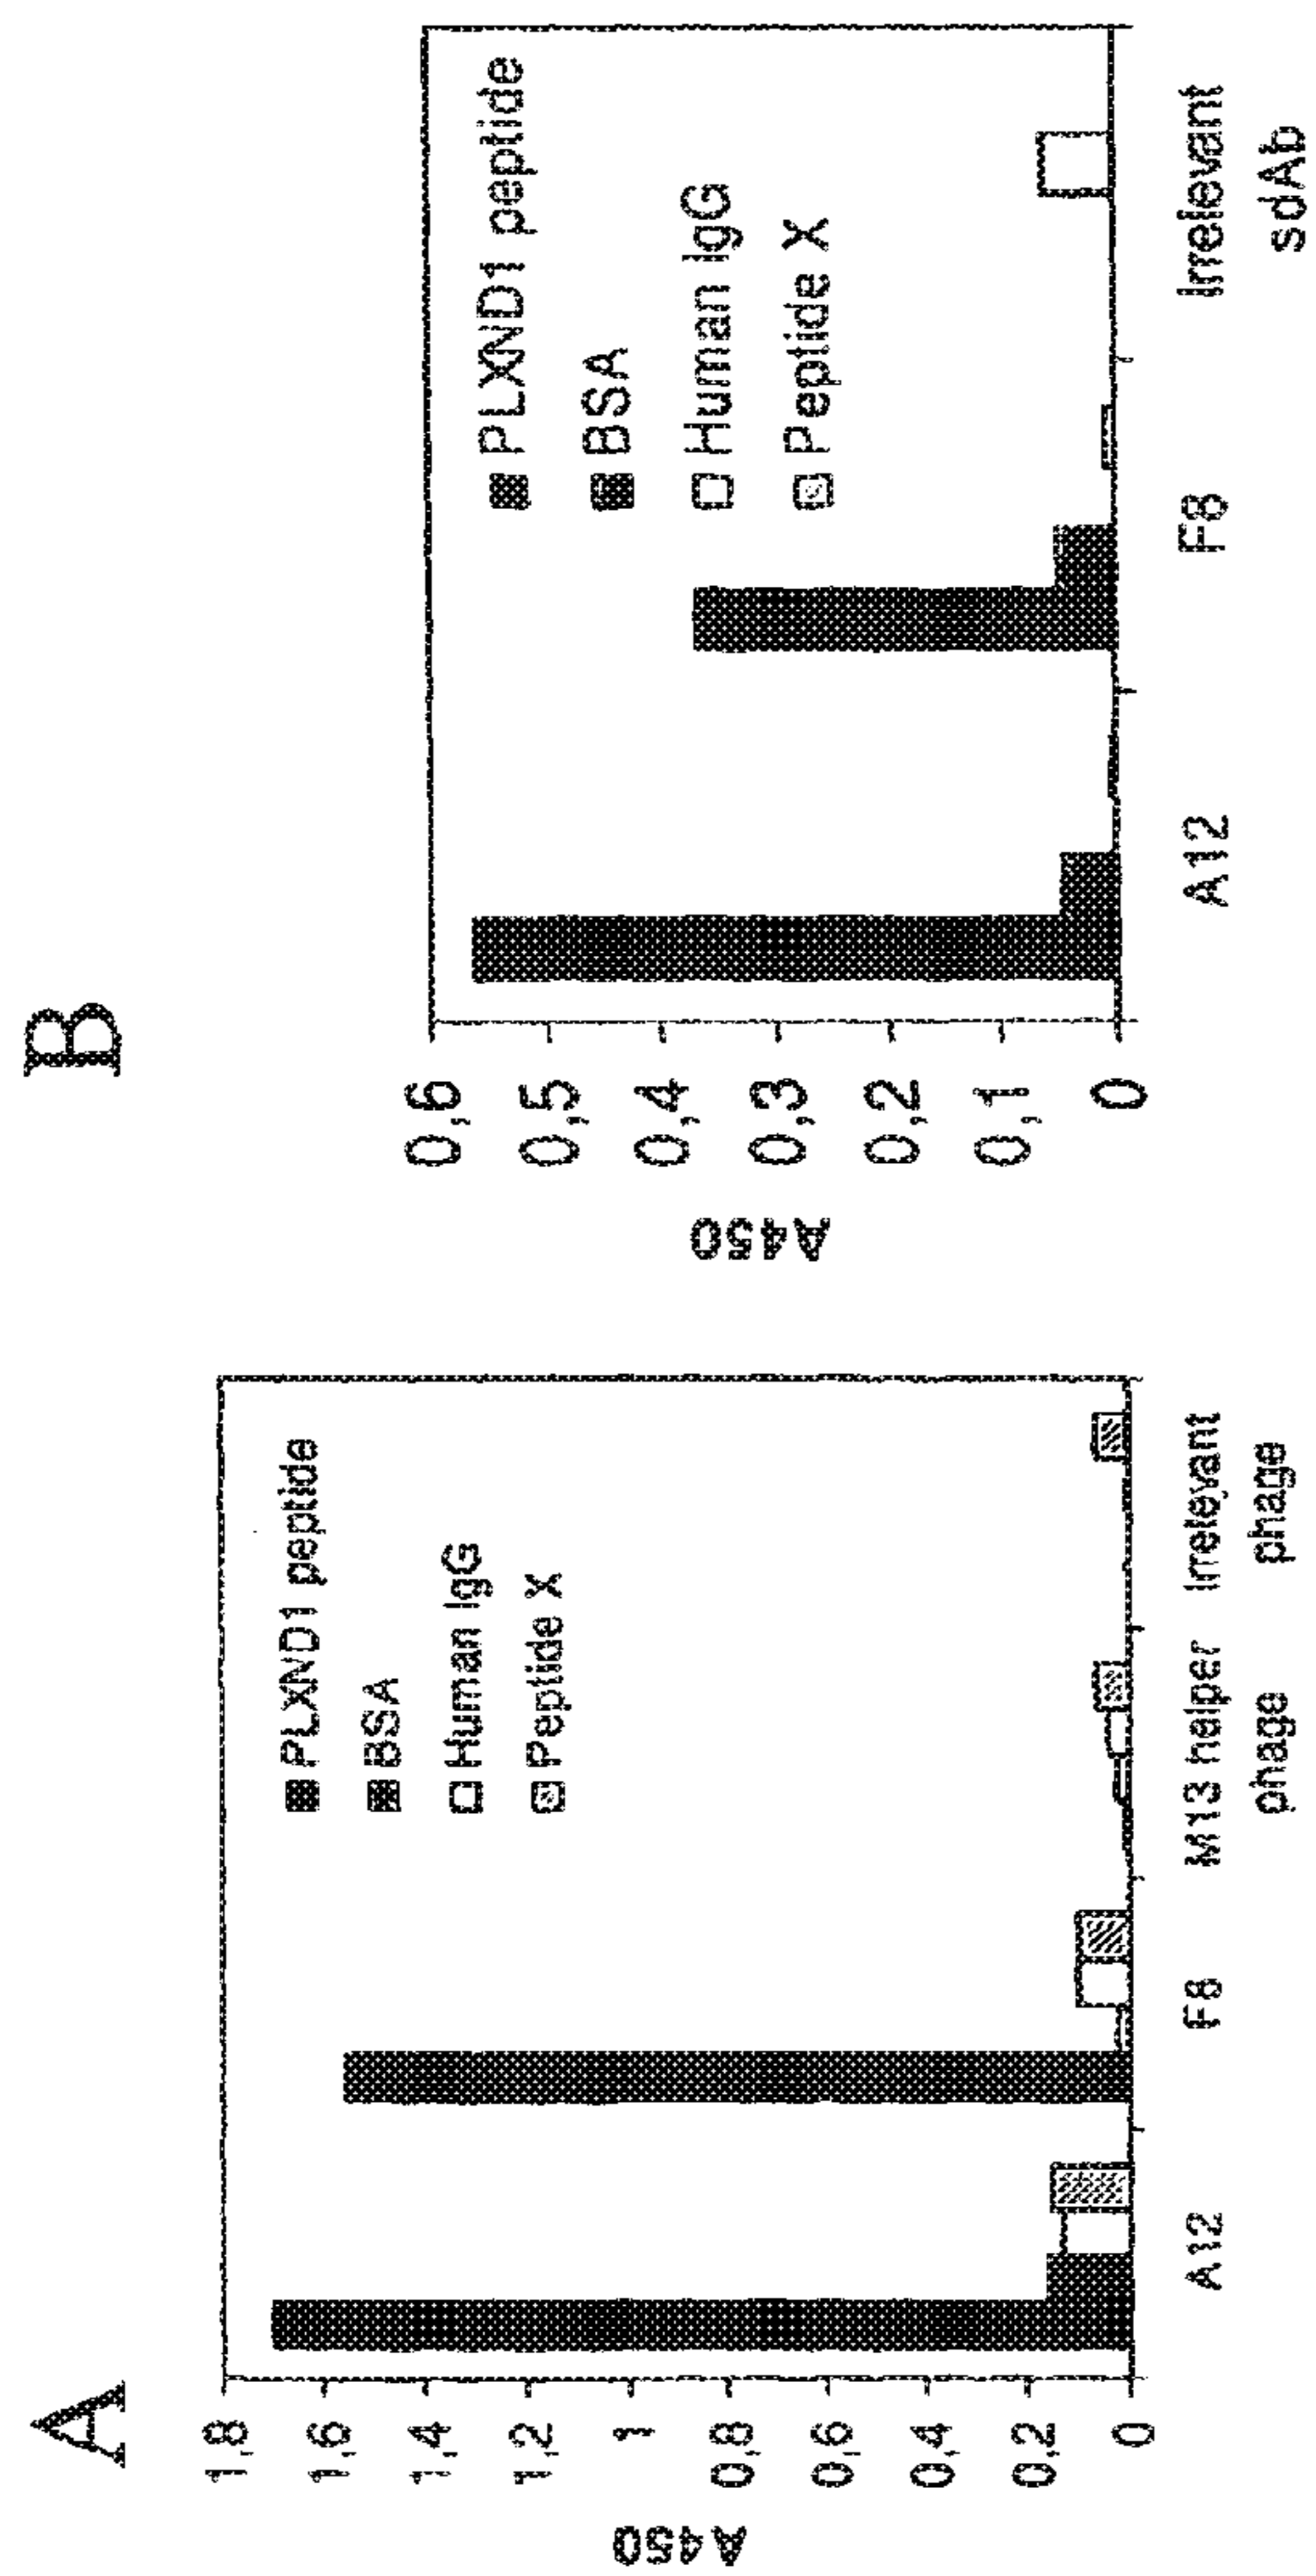 A
A450
1,8
1,6
1,4
1,2
1
0,8
0,6
0,4
0,2
0
PLXND1 peptide
BSA
Human IgG
Peptide X
A12
F8
M13 helper
phage
Irrelevant
phage
B
A450
0,6
0,5
0,4
0,3
0,2
0,1
0
PLXND1 peptide
BSA
Human IgG
Peptide X
A12
F8
Irrelevant
sdAb